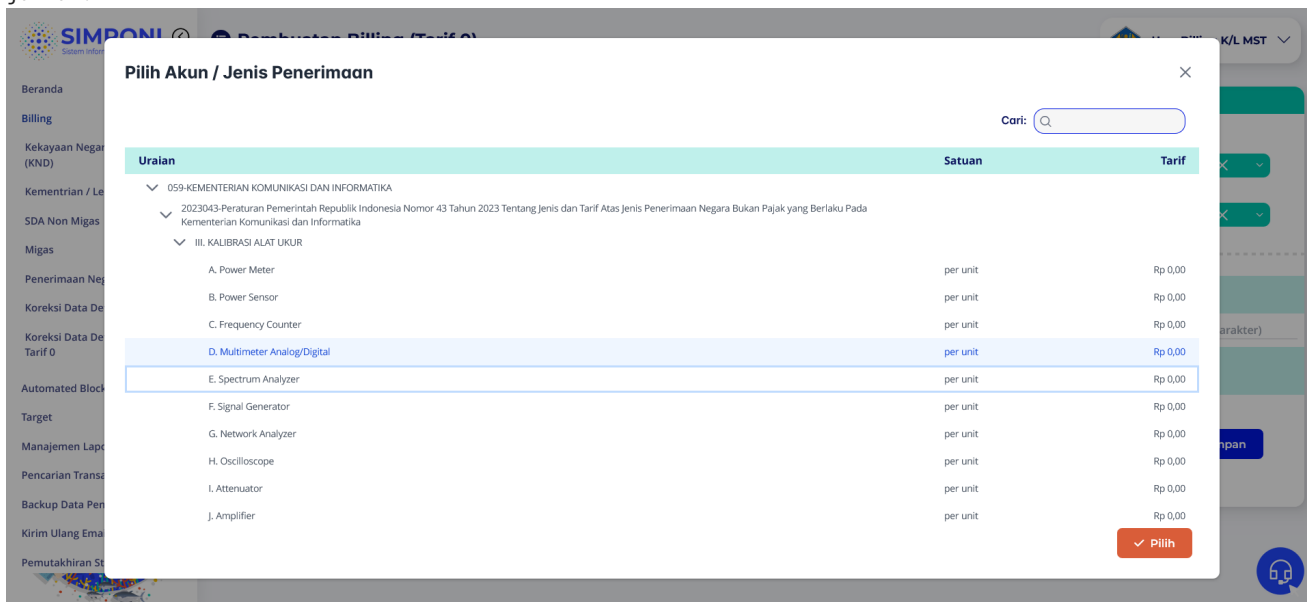 SIMPONI
Sistem Infor
Pembuatan Billing (Tarif 0)
K/L MST
Beranda
Billing
Kekayaan Negar
(KND)
Kementrian / Le
SDA Non Migas
Migas
Penerimaan Neg
Koreksi Data De
Koreksi Data De
Tarif 0
Automated Block
Target
Manajemen Lapo
Pencarian Transa
Backup Data Pen
Kirim Ulang Emai
Pemutakhiran St
Pilih Akun / Jenis Penerimaan
Cari:
Uraian Satuan Tarif
059-KEMENTERIAN KOMUNIKASI DAN INFORMATIKA
2023043-Peraturan Pemerintah Republik Indonesia Nomor 43 Tahun 2023 Tentang Jenis dan Tarif Atas Jenis Penerimaan Negara Bukan Pajak yang Berlaku Pada
Kementerian Komunikasi dan Informatika
III. KALIBRASI ALAT UKUR
A. Power Meter per unit Rp 0,00
B. Power Sensor per unit Rp 0,00
C. Frequency Counter per unit Rp 0,00
D. Multimeter Analog/Digital per unit Rp 0,00
E. Spectrum Analyzer per unit Rp 0,00
F. Signal Generator per unit Rp 0,00
G. Network Analyzer per unit Rp 0,00
H. Oscilloscope per unit Rp 0,00
I. Attenuator per unit Rp 0,00
J. Amplifier per unit Rp 0,00
Pilih
arakter)
npan